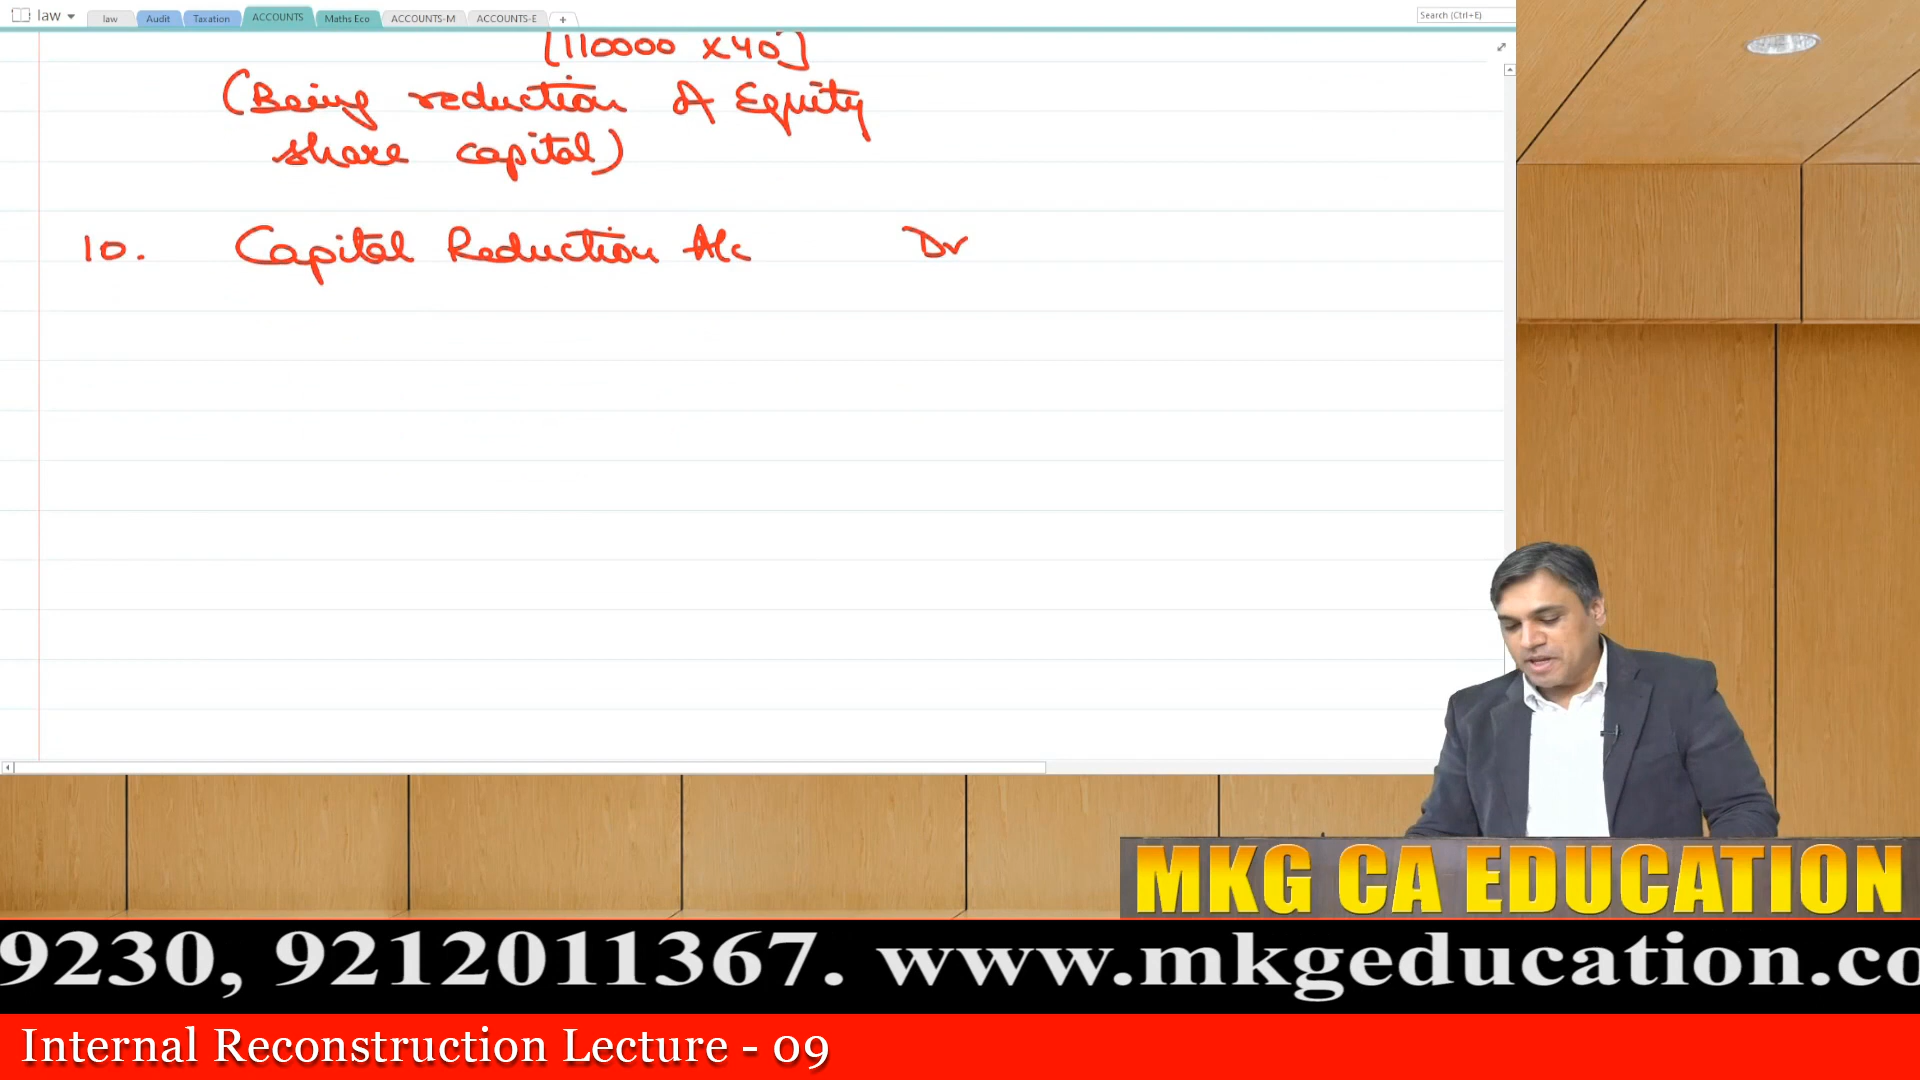 law
law
Audit
Taxation
ACCOUNTS
Maths Eco
ACCOUNTS-M
ACCOUNTS-E
+
Search (Ctrl+E)
[110000 x 40]
(Being reduction of Equity
share capital)
10. Capital Reduction A/c Dr
MKG CA EDUCATION
9230, 9212011367. www.mkgeducation.co
Internal Reconstruction Lecture - 09